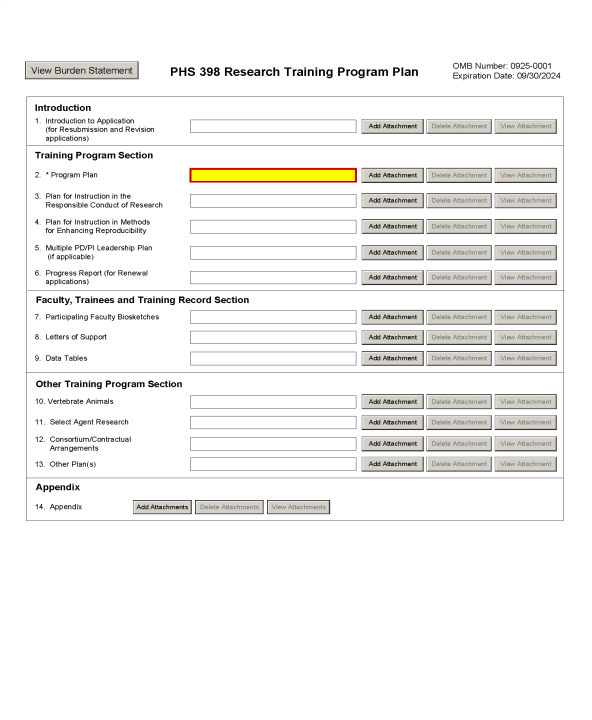 View Burden Statement
PHS 398 Research Training Program Plan
OMB Number: 0925-0001
Expiration Date: 09/30/2024
Introduction
1. Introduction to Application
(for Resubmission and Revision
applications)
Add Attachment Delete Attachment View Attachment
Training Program Section
2. * Program Plan
Add Attachment Delete Attachment View Attachment
3. Plan for Instruction in the
Responsible Conduct of Research
Add Attachment Delete Attachment View Attachment
4. Plan for Instruction in Methods
for Enhancing Reproducibility
Add Attachment Delete Attachment View Attachment
5. Multiple PD/PI Leadership Plan
(if applicable)
Add Attachment Delete Attachment View Attachment
6. Progress Report (for Renewal
applications)
Add Attachment Delete Attachment View Attachment
Faculty, Trainees and Training Record Section
7. Participating Faculty Biosketches Add Attachment Delete Attachment View Attachment
8. Letters of Support Add Attachment Delete Attachment View Attachment
9. Data Tables Add Attachment Delete Attachment View Attachment
Other Training Program Section
10. Vertebrate Animals Add Attachment Delete Attachment View Attachment
11. Select Agent Research Add Attachment Delete Attachment View Attachment
12. Consortium/Contractual
Arrangements
Add Attachment Delete Attachment View Attachment
13. Other Plan(s) Add Attachment Delete Attachment View Attachment
Appendix
14. Appendix Add Attachments Delete Attachments View Attachments